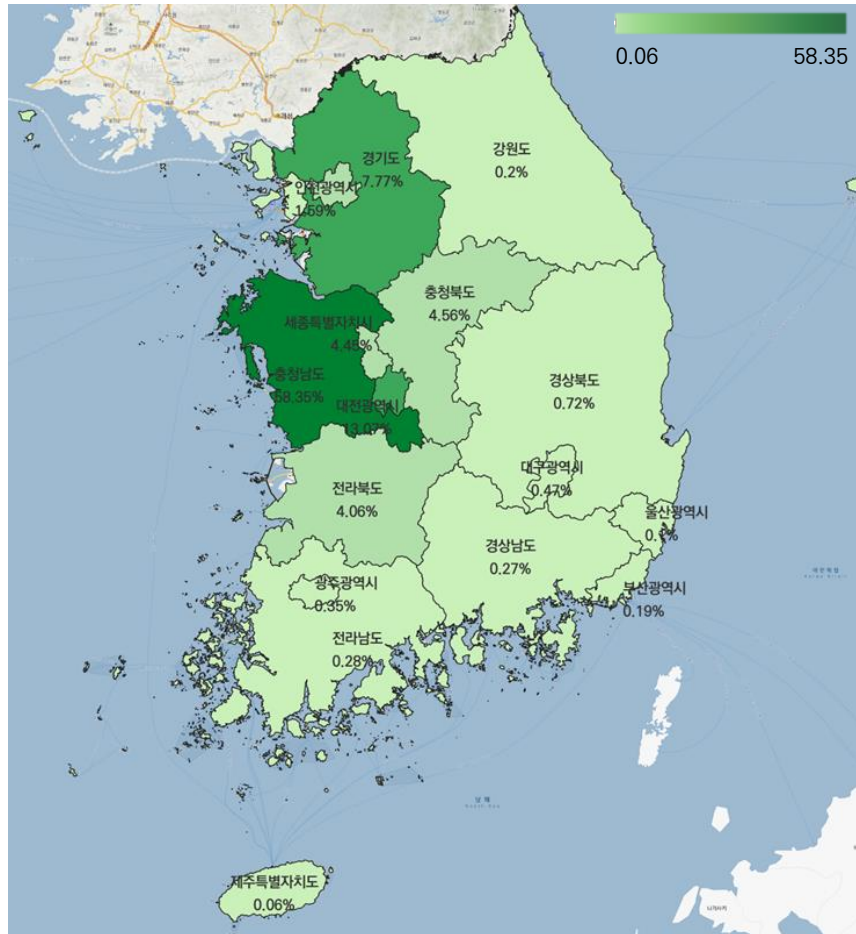 0.06
58.35
강원도
0.2%
경기도
7.77%
인천광역시
1.59%
충청북도
4.56%
세종특별자치시
4.45%
충청남도
58.35%
대전광역시
13.07%
경상북도
0.72%
대구광역시
0.47%
전라북도
4.06%
울산광역시
경상남도
0.27%
광주광역시
0.35%
부산광역시
0.19%
전라남도
0.28%
제주특별자치도
0.06%